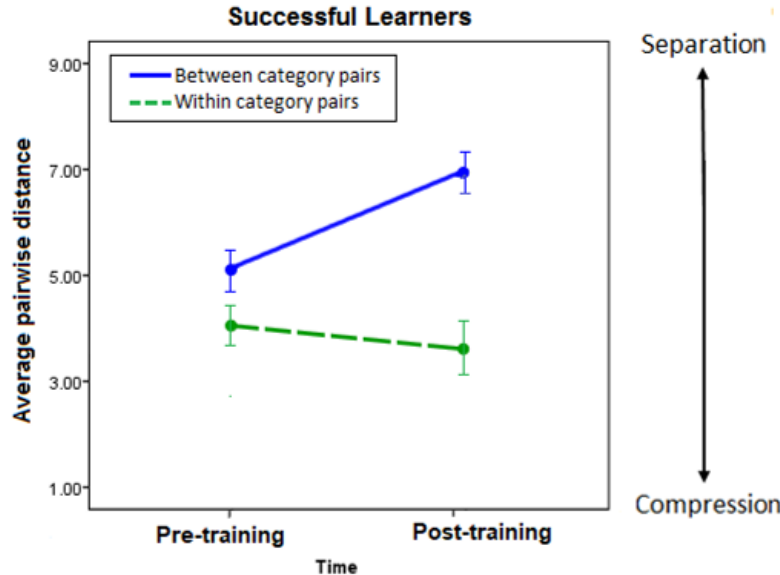 Successful Learners
Separation
9.00
Between category pairs
Within category pairs
7.00
Average pairwise distance
5.00
3.00
1.00
Compression
Pre-training
Post-training
Time